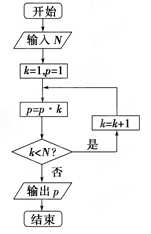 开始
输入 N
k=1,p=1
p=p·k
k=k+1
k<N?
是
否
输出 p
结束